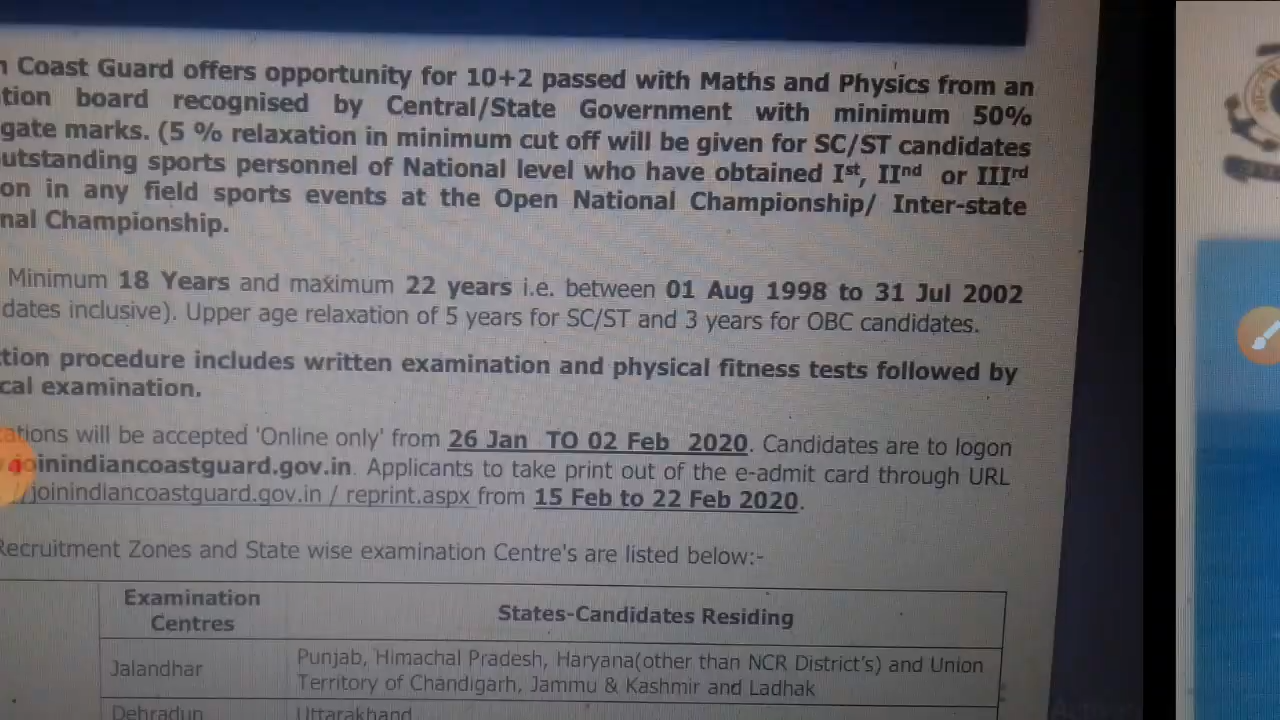 Coast Guard offers opportunity for 10+2 passed with Maths and Physics from an
tion board recognised by Central/State Government with minimum 50%
gate marks. (5 % relaxation in minimum cut off will be given for SC/ST candidates
utstanding sports personnel of National level who have obtained Ist, IInd or IIIrd
on in any field sports events at the Open National Championship/ Inter-state
nal Championship.
Minimum 18 Years and maximum 22 years i.e. between 01 Aug 1998 to 31 Jul 2002
dates inclusive). Upper age relaxation of 5 years for SC/ST and 3 years for OBC candidates.
tion procedure includes written examination and physical fitness tests followed by
cal examination.
ations will be accepted 'Online only' from 26 Jan TO 02 Feb 2020. Candidates are to logon
joinindiancoastguard.gov.in. Applicants to take print out of the e-admit card through URL
//joinindiancoastguard.gov.in / reprint.aspx from 15 Feb to 22 Feb 2020.
Recruitment Zones and State wise examination Centre's are listed below:-
Examination
Centres
States-Candidates Residing
Jalandhar
Punjab, Himachal Pradesh, Haryana(other than NCR District's) and Union
Territory of Chandigarh, Jammu & Kashmir and Ladhak
Dehradun
Uttarakhand